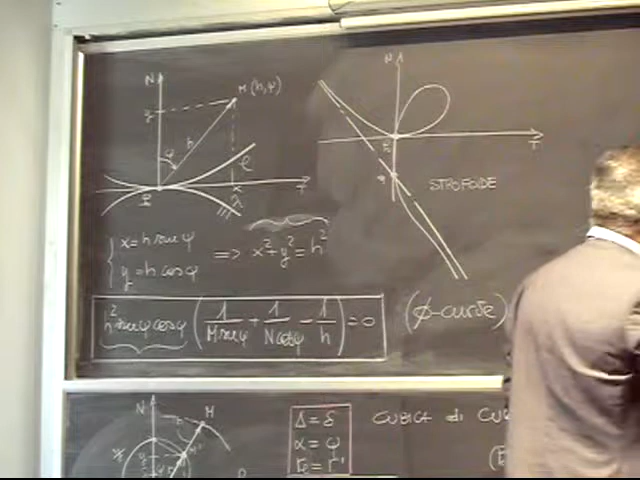 N
M (h,φ)
y
h
φ
x
T
N
T
STROFOIDE
{ x = h sin φ
y = h cos φ
=> x² + y² = h²
h² sin φ cos φ ( 1/(M sin φ) + 1/(N cos φ) − 1/h ) = 0
(ϕ-curve)
N
M
Δ = δ
α = φ
r₀ = r'
CUBICA di CU